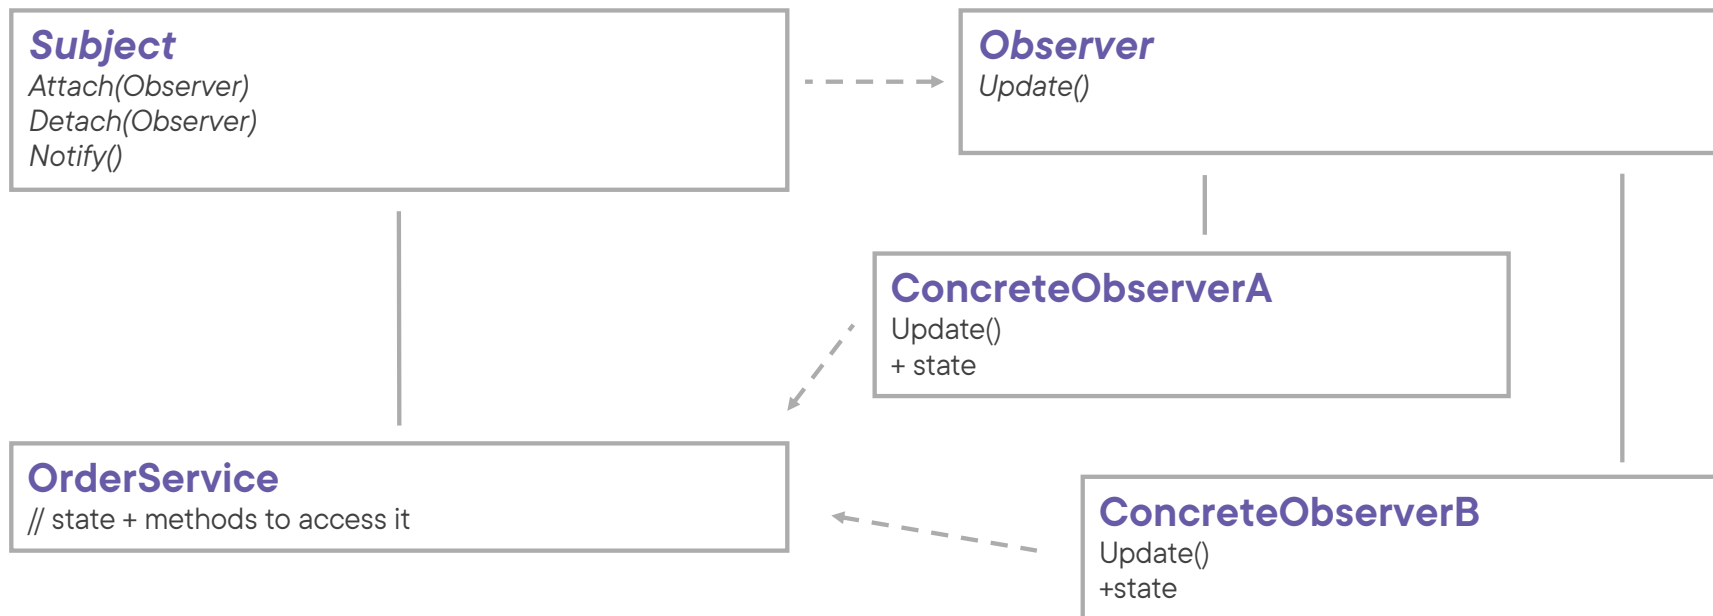 Subject
Attach(Observer)
Detach(Observer)
Notify()
Observer
Update()
ConcreteObserverA
Update()
+ state
OrderService
// state + methods to access it
ConcreteObserverB
Update()
+state